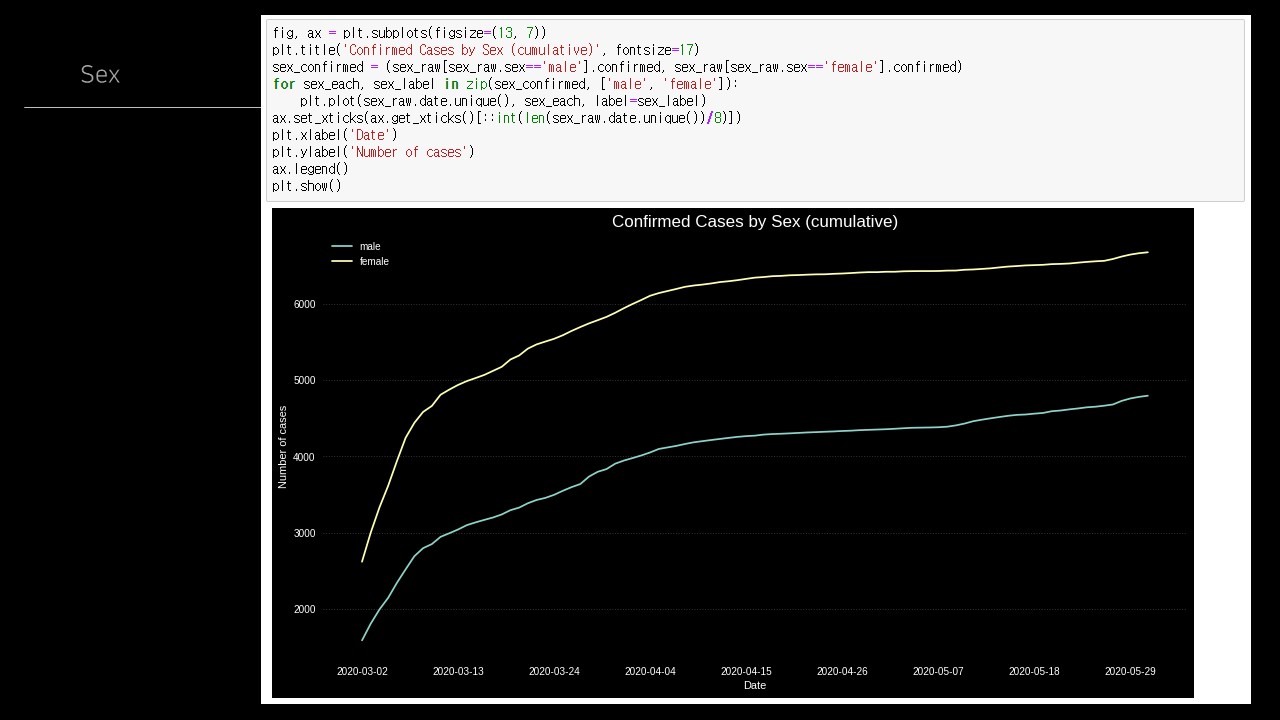 Sex
fig, ax = plt.subplots(figsize=(13, 7))
plt.title('Confirmed Cases by Sex (cumulative)', fontsize=17)
sex_confirmed = (sex_raw[sex_raw.sex=='male'].confirmed, sex_raw[sex_raw.sex=='female'].confirmed)
for sex_each, sex_label in zip(sex_confirmed, ['male', 'female']):
    plt.plot(sex_raw.date.unique(), sex_each, label=sex_label)
ax.set_xticks(ax.get_xticks()[::int(len(sex_raw.date.unique())/8)])
plt.xlabel('Date')
plt.ylabel('Number of cases')
ax.legend()
plt.show()
Confirmed Cases by Sex (cumulative)
male
female
6000
5000
4000
3000
2000
Number of cases
2020-03-02 2020-03-13 2020-03-24 2020-04-04 2020-04-15 2020-04-26 2020-05-07 2020-05-18 2020-05-29
Date